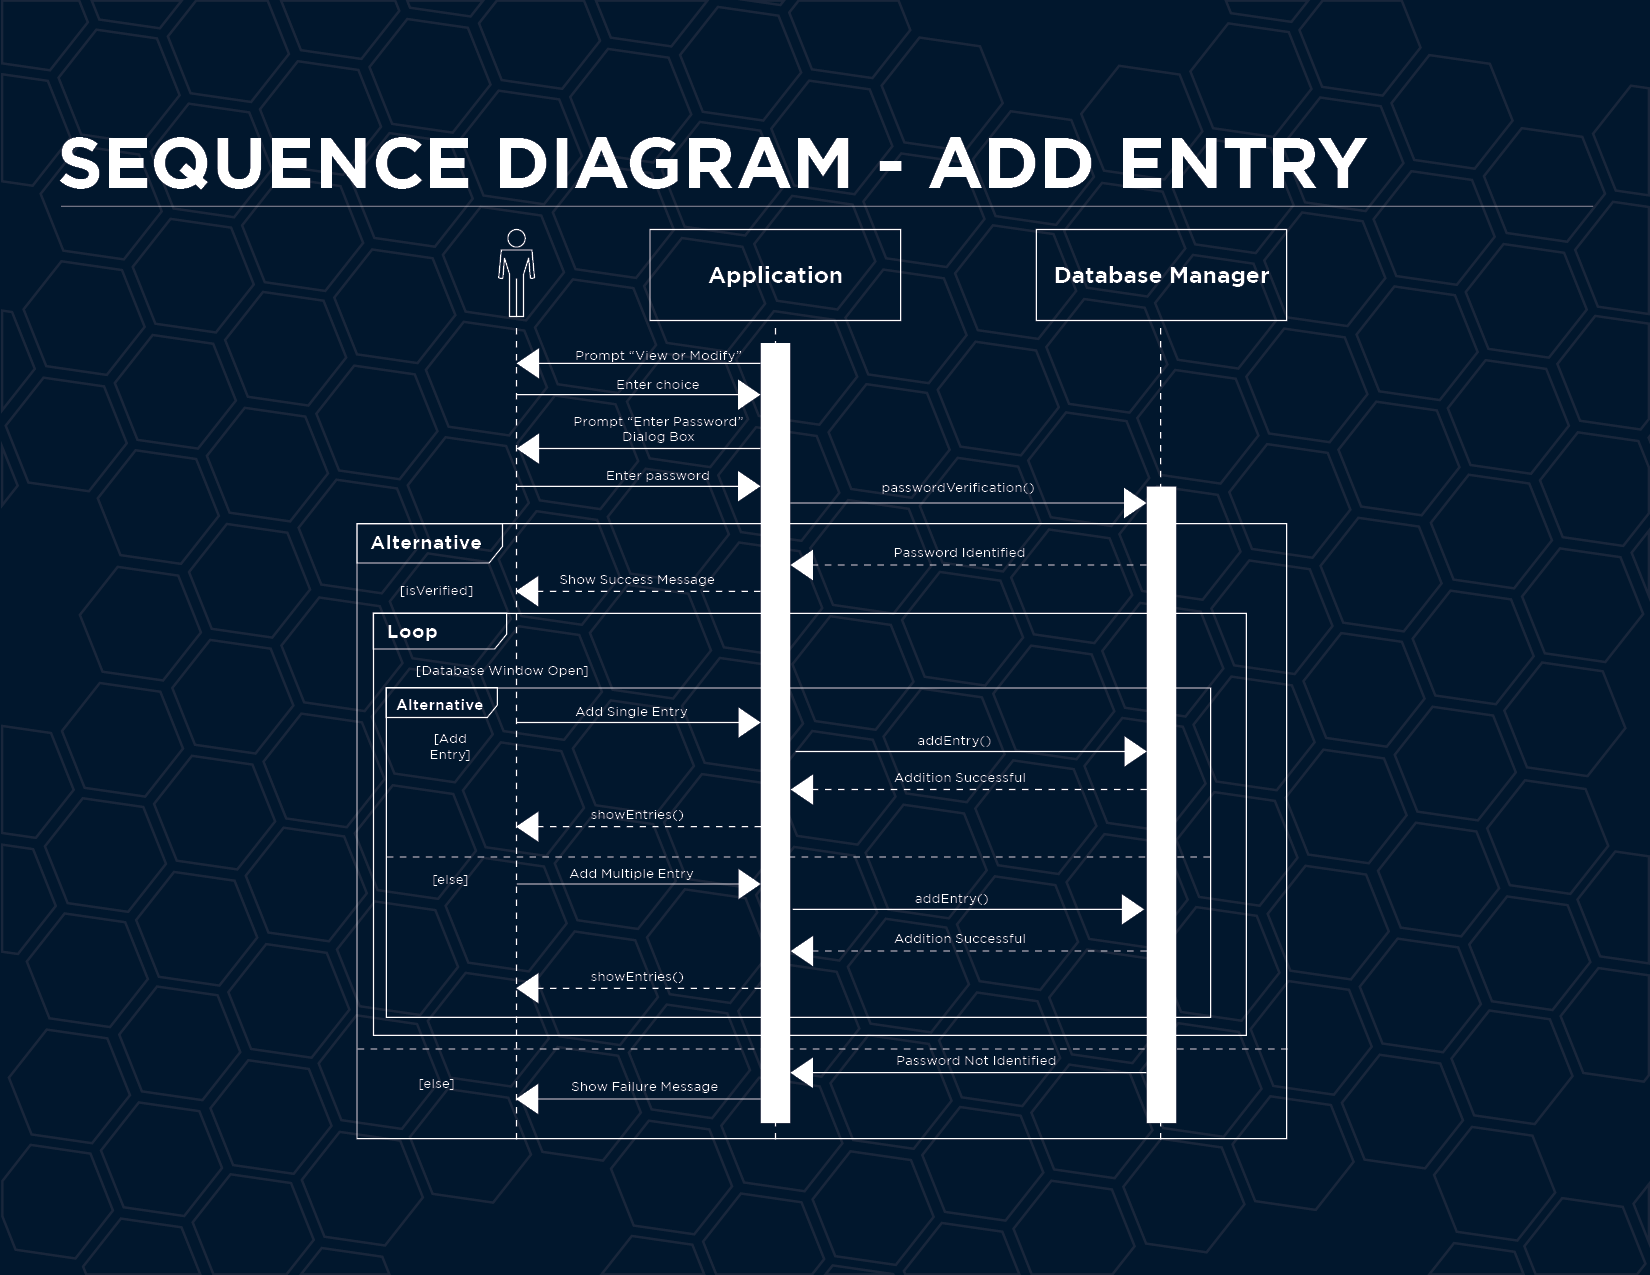 SEQUENCE DIAGRAM - ADD ENTRY
Application
Database Manager
Prompt “View or Modify”
Enter choice
Prompt “Enter Password”
Dialog Box
Enter password
passwordVerification()
Alternative
Password Identified
Show Success Message
[isVerified]
Loop
[Database Window Open]
Alternative
Add Single Entry
[Add
Entry]
addEntry()
Addition Successful
showEntries()
[else]
Add Multiple Entry
addEntry()
Addition Successful
showEntries()
Password Not Identified
[else]
Show Failure Message